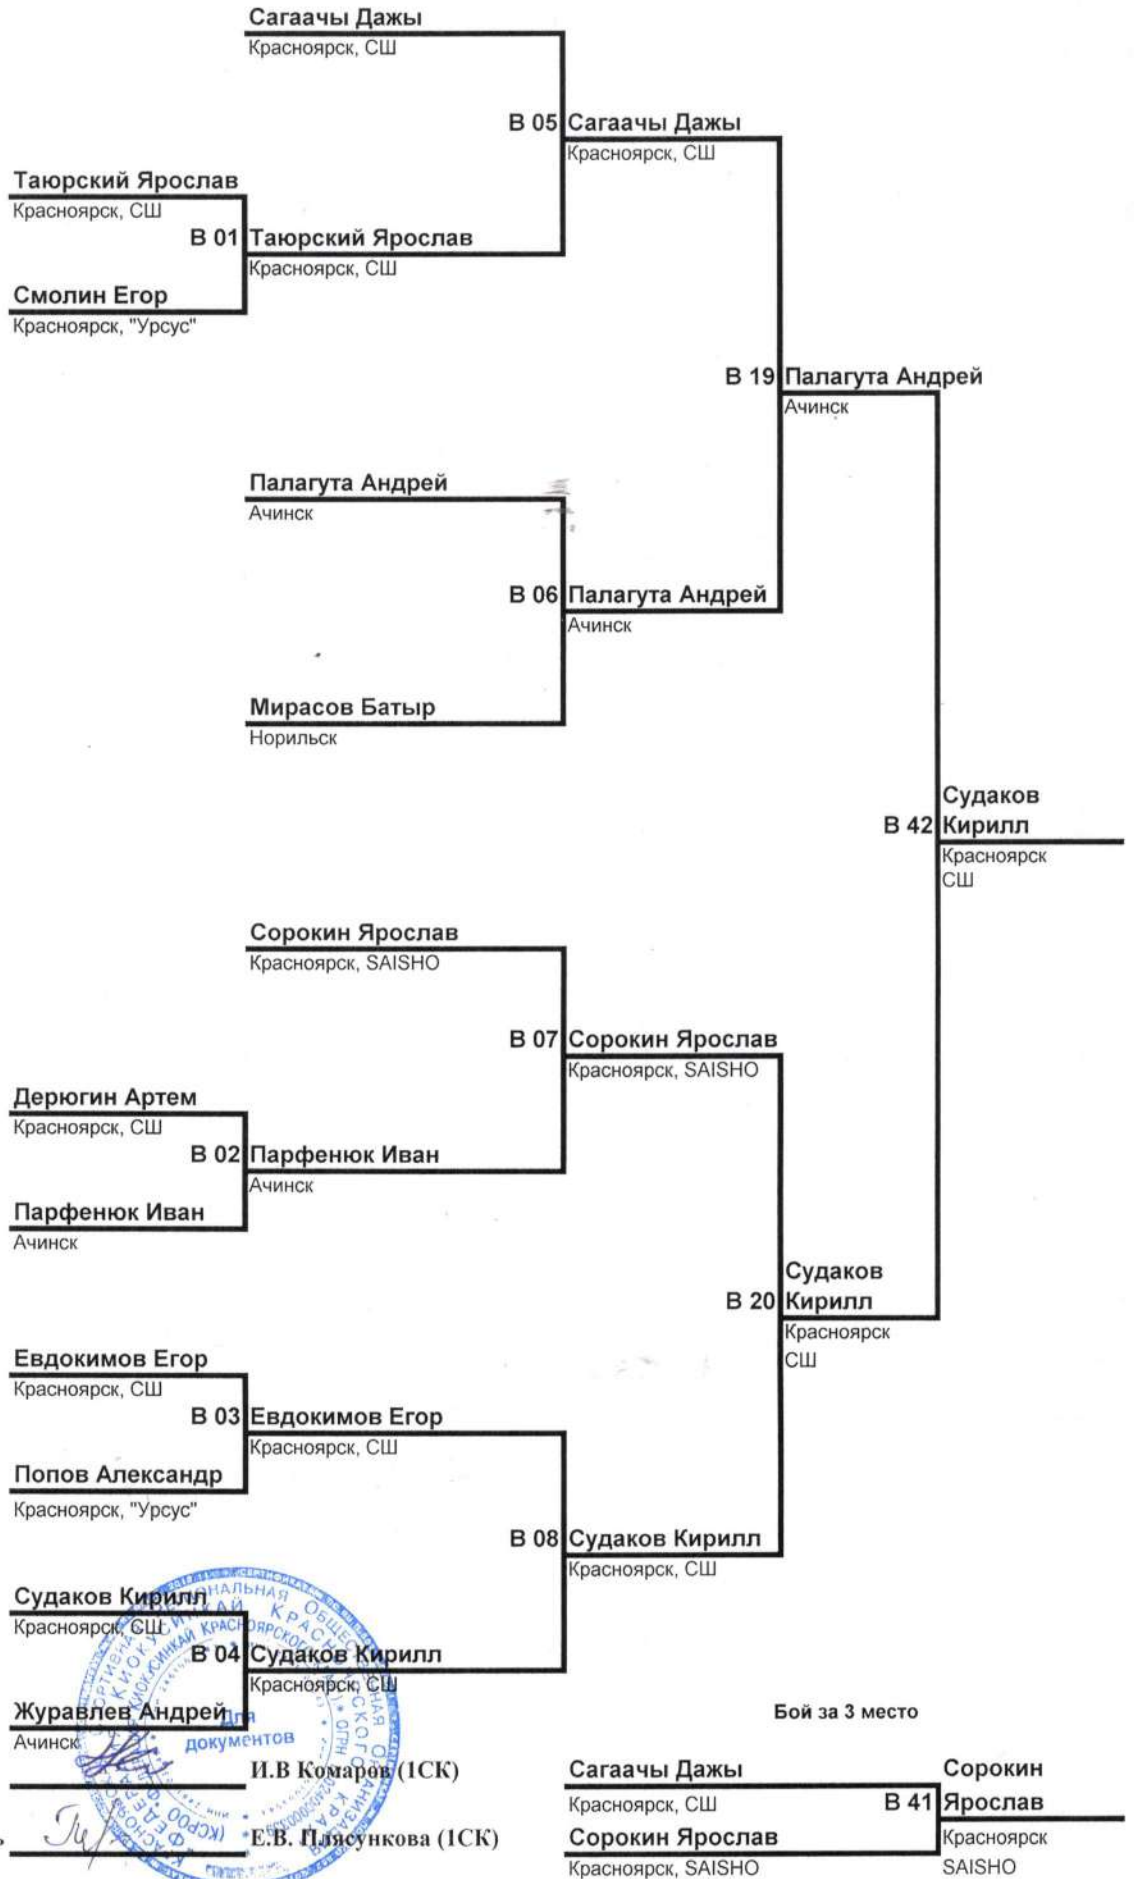 Сагаачы Дажы
Красноярск, СШ
B 05 Сагаачы Дажы
Красноярск, СШ
Таюрский Ярослав
Красноярск, СШ
B 01 Таюрский Ярослав
Красноярск, СШ
Смолин Егор
Красноярск, "Урсус"
B 19 Палагута Андрей
Ачинск
Палагута Андрей
Ачинск
B 06 Палагута Андрей
Ачинск
Мирасов Батыр
Норильск
Судаков
B 42 Кирилл
Красноярск
СШ
Сорокин Ярослав
Красноярск, SAISHO
B 07 Сорокин Ярослав
Красноярск, SAISHO
Дерюгин Артем
Красноярск, СШ
B 02 Парфенюк Иван
Ачинск
Парфенюк Иван
Ачинск
Судаков
B 20 Кирилл
Красноярск
СШ
Евдокимов Егор
Красноярск, СШ
B 03 Евдокимов Егор
Красноярск, СШ
Попов Александр
Красноярск, "Урсус"
B 08 Судаков Кирилл
Красноярск, СШ
Судаков Кирилл
Красноярск, СШ
B 04 Судаков Кирилл
Красноярск, СШ
Журавлев Андрей
Ачинск
Для
документов
И.В Комаров (1СК)
Е.В. Плясункова (1СК)
Бой за 3 место
Сагаачы Дажы
Красноярск, СШ
Сорокин Ярослав
Красноярск, SAISHO
Сорокин
B 41 Ярослав
Красноярск
SAISHO